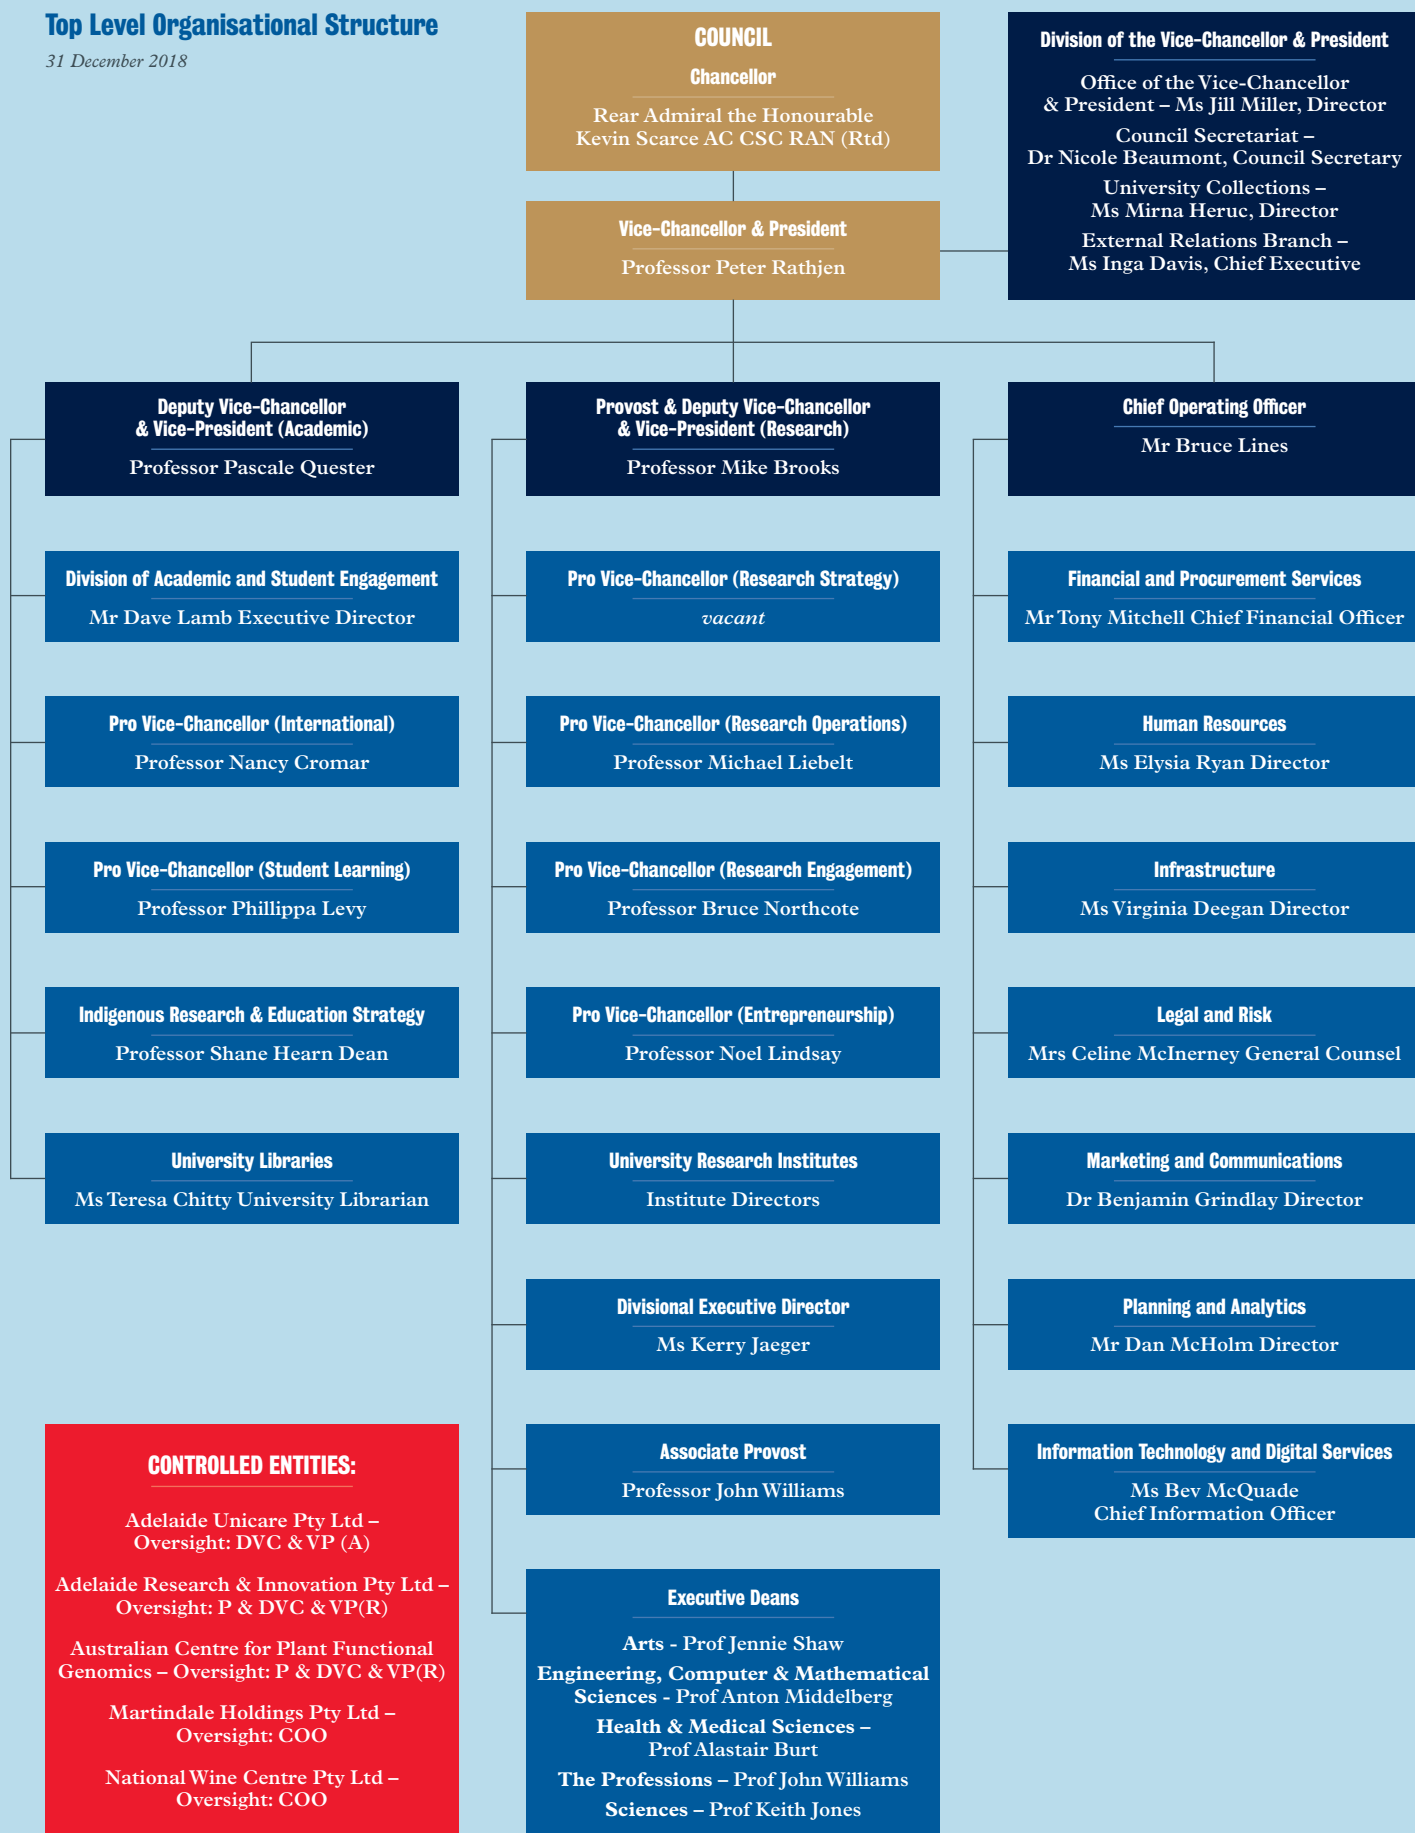 Top Level Organisational Structure
31 December 2018
COUNCIL
Chancellor
Rear Admiral the Honourable
Kevin Scarce AC CSC RAN (Rtd)
Vice-Chancellor & President
Professor Peter Rathjen
Division of the Vice-Chancellor & President
Office of the Vice-Chancellor
& President – Ms Jill Miller, Director
Council Secretariat –
Dr Nicole Beaumont, Council Secretary
University Collections –
Ms Mirna Heruc, Director
External Relations Branch –
Ms Inga Davis, Chief Executive
Deputy Vice-Chancellor
& Vice-President (Academic)
Professor Pascale Quester
Division of Academic and Student Engagement
Mr Dave Lamb Executive Director
Pro Vice-Chancellor (International)
Professor Nancy Cromar
Pro Vice-Chancellor (Student Learning)
Professor Phillippa Levy
Indigenous Research & Education Strategy
Professor Shane Hearn Dean
University Libraries
Ms Teresa Chitty University Librarian
Provost & Deputy Vice-Chancellor
& Vice-President (Research)
Professor Mike Brooks
Pro Vice-Chancellor (Research Strategy)
vacant
Pro Vice-Chancellor (Research Operations)
Professor Michael Liebelt
Pro Vice-Chancellor (Research Engagement)
Professor Bruce Northcote
Pro Vice-Chancellor (Entrepreneurship)
Professor Noel Lindsay
University Research Institutes
Institute Directors
Divisional Executive Director
Ms Kerry Jaeger
Associate Provost
Professor John Williams
Executive Deans
Arts - Prof Jennie Shaw
Engineering, Computer & Mathematical
Sciences - Prof Anton Middelberg
Health & Medical Sciences –
Prof Alastair Burt
The Professions – Prof John Williams
Sciences – Prof Keith Jones
Chief Operating Officer
Mr Bruce Lines
Financial and Procurement Services
Mr Tony Mitchell Chief Financial Officer
Human Resources
Ms Elysia Ryan Director
Infrastructure
Ms Virginia Deegan Director
Legal and Risk
Mrs Celine McInerney General Counsel
Marketing and Communications
Dr Benjamin Grindlay Director
Planning and Analytics
Mr Dan McHolm Director
Information Technology and Digital Services
Ms Bev McQuade
Chief Information Officer
CONTROLLED ENTITIES:
Adelaide Unicare Pty Ltd –
Oversight: DVC & VP (A)
Adelaide Research & Innovation Pty Ltd –
Oversight: P & DVC & VP(R)
Australian Centre for Plant Functional
Genomics – Oversight: P & DVC & VP(R)
Martindale Holdings Pty Ltd –
Oversight: COO
National Wine Centre Pty Ltd –
Oversight: COO